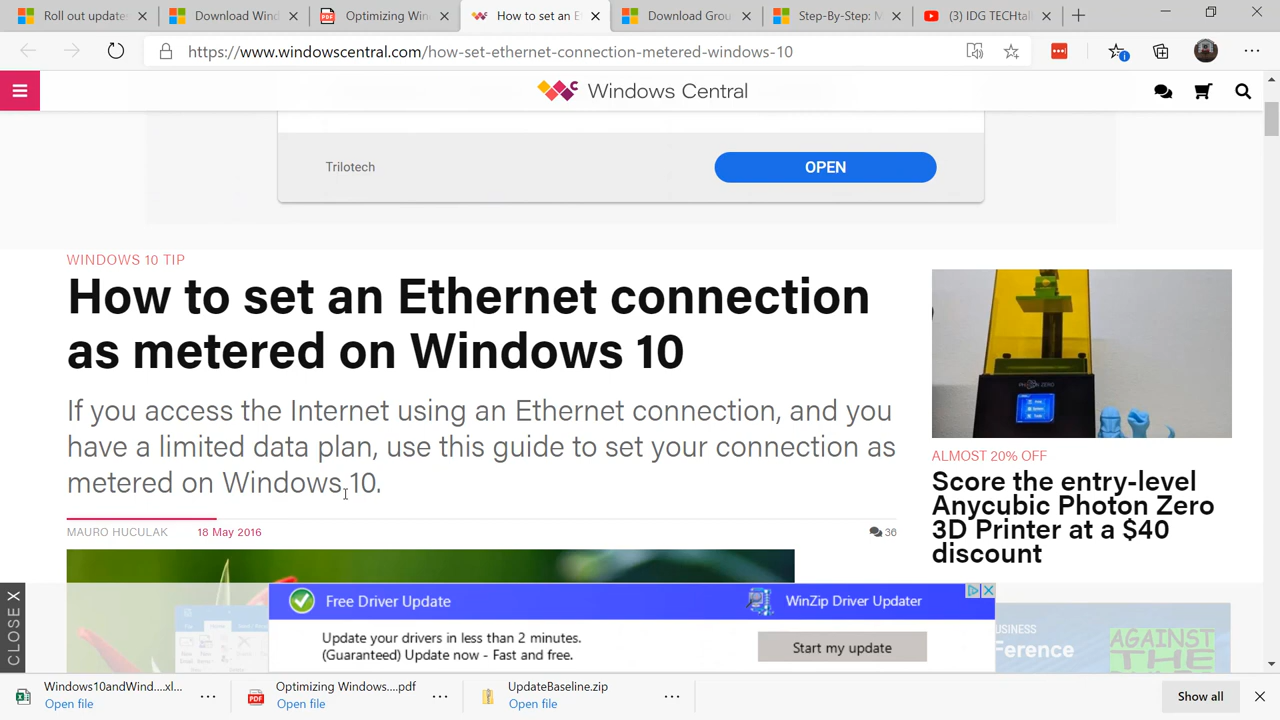 Roll out updates
Download Wind
Optimizing Wind
How to set an E
Download Grou
Step-By-Step: M
(3) IDG TECHtal
https://www.windowscentral.com/how-set-ethernet-connection-metered-windows-10
Windows Central
Trilotech
OPEN
WINDOWS 10 TIP
How to set an Ethernet connection
as metered on Windows 10
If you access the Internet using an Ethernet connection, and you
have a limited data plan, use this guide to set your connection as
metered on Windows 10.
MAURO HUCULAK 18 May 2016
36
PHOTON ZERO
ALMOST 20% OFF
Score the entry-level
Anycubic Photon Zero
3D Printer at a $40
discount
CLOSE X
Free Driver Update
WinZip Driver Updater
Update your drivers in less than 2 minutes.
(Guaranteed) Update now - Fast and free.
Start my update
USINESS
ference
AGAINST
THE
Windows10andWind....xl...
Open file
Optimizing Windows....pdf
Open file
UpdateBaseline.zip
Open file
Show all